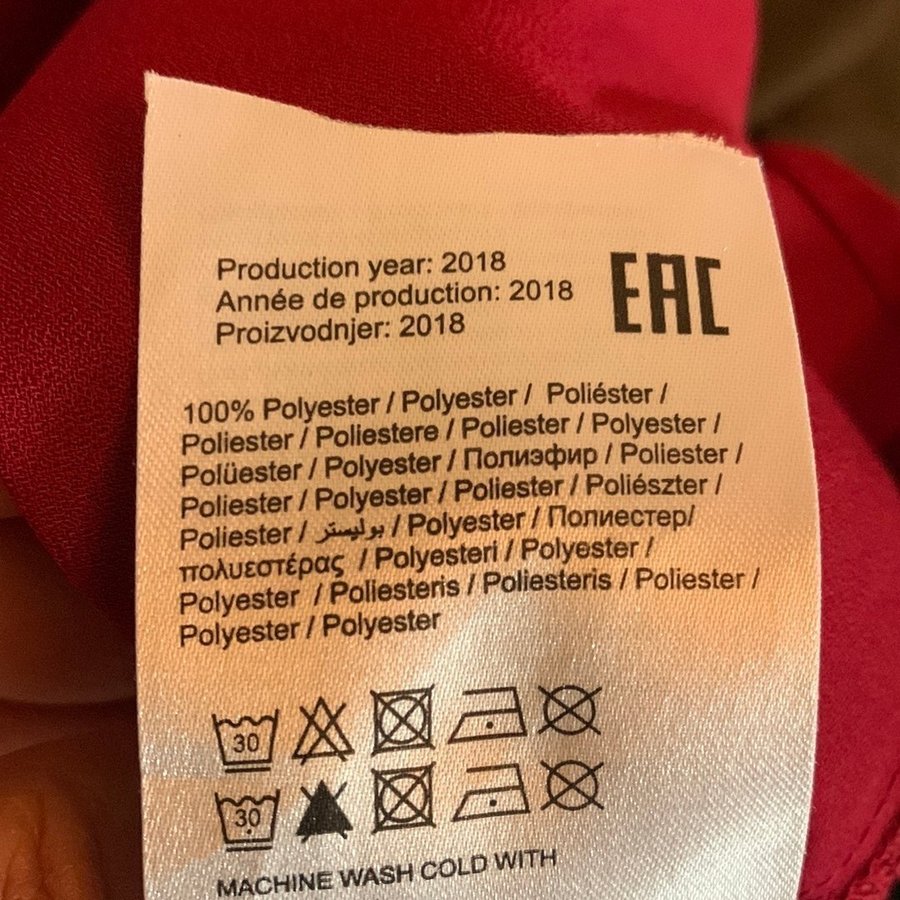 Production year: 2018
Année de production: 2018
Proizvodnjer: 2018
EAC
100% Polyester / Polyester / Poliéster /
Poliester / Poliestere / Poliester / Polyester /
Polüester / Polyester / Полиэфир / Poliester /
Poliester / Polyester / Poliester / Poliészter /
Poliester / بوليستر / Polyester / Полиестер/
πολυεστέρας / Polyesteri / Polyester /
Polyester / Poliesteris / Poliesteris / Poliester /
Polyester / Polyester
30
30
MACHINE WASH COLD WITH